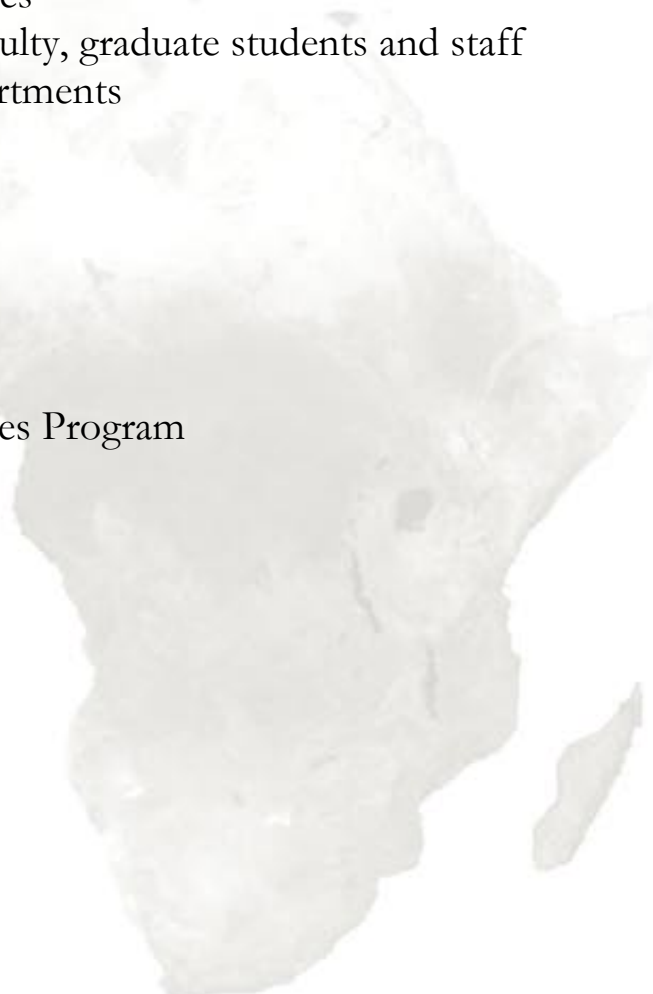 es
ulty, graduate students and staff
rtments
es Program